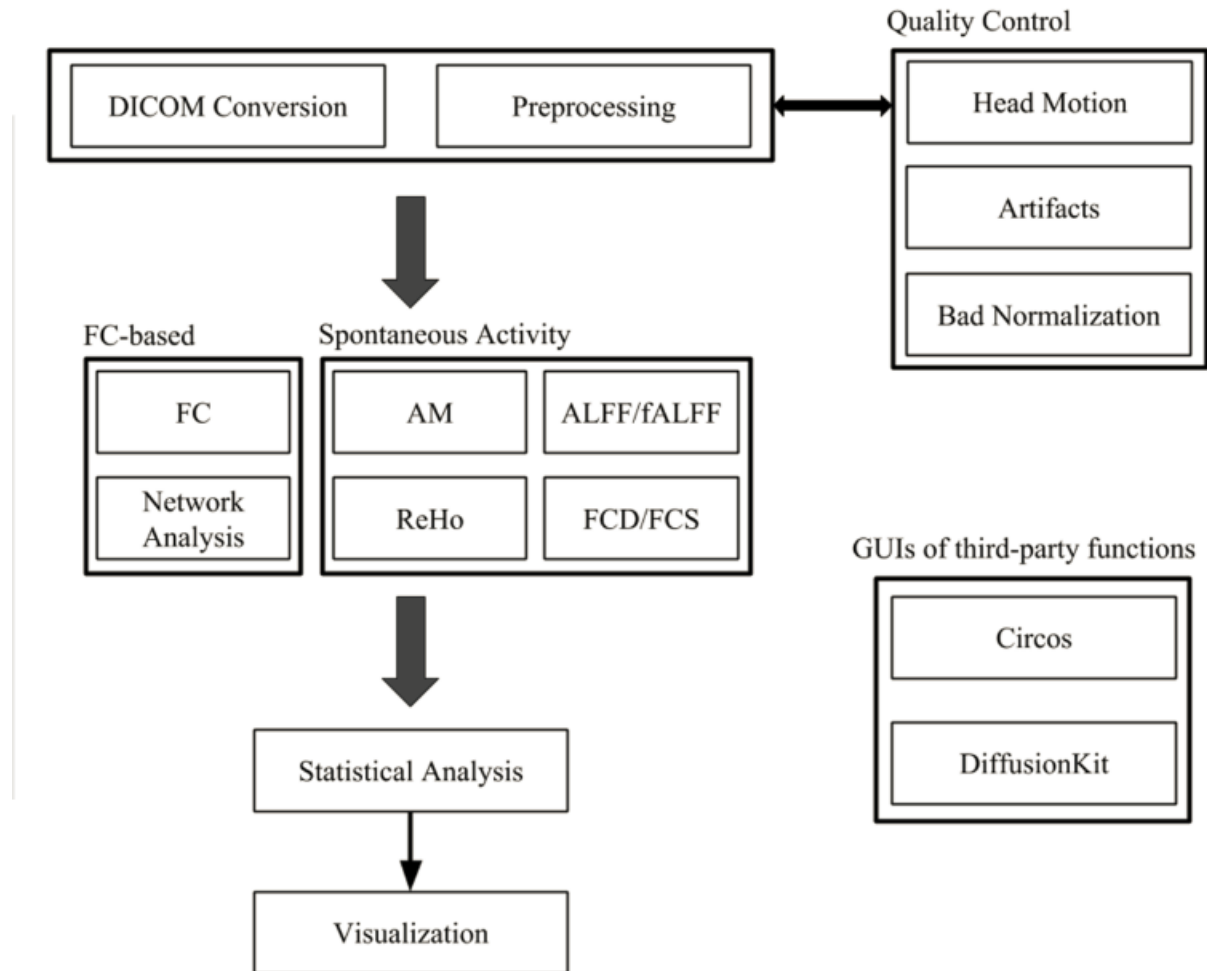 Quality Control
DICOM Conversion
Preprocessing
Head Motion
Artifacts
Bad Normalization
FC-based
Spontaneous Activity
FC
AM
ALFF/fALFF
Network
Analysis
ReHo
FCD/FCS
GUIs of third-party functions
Circos
DiffusionKit
Statistical Analysis
Visualization